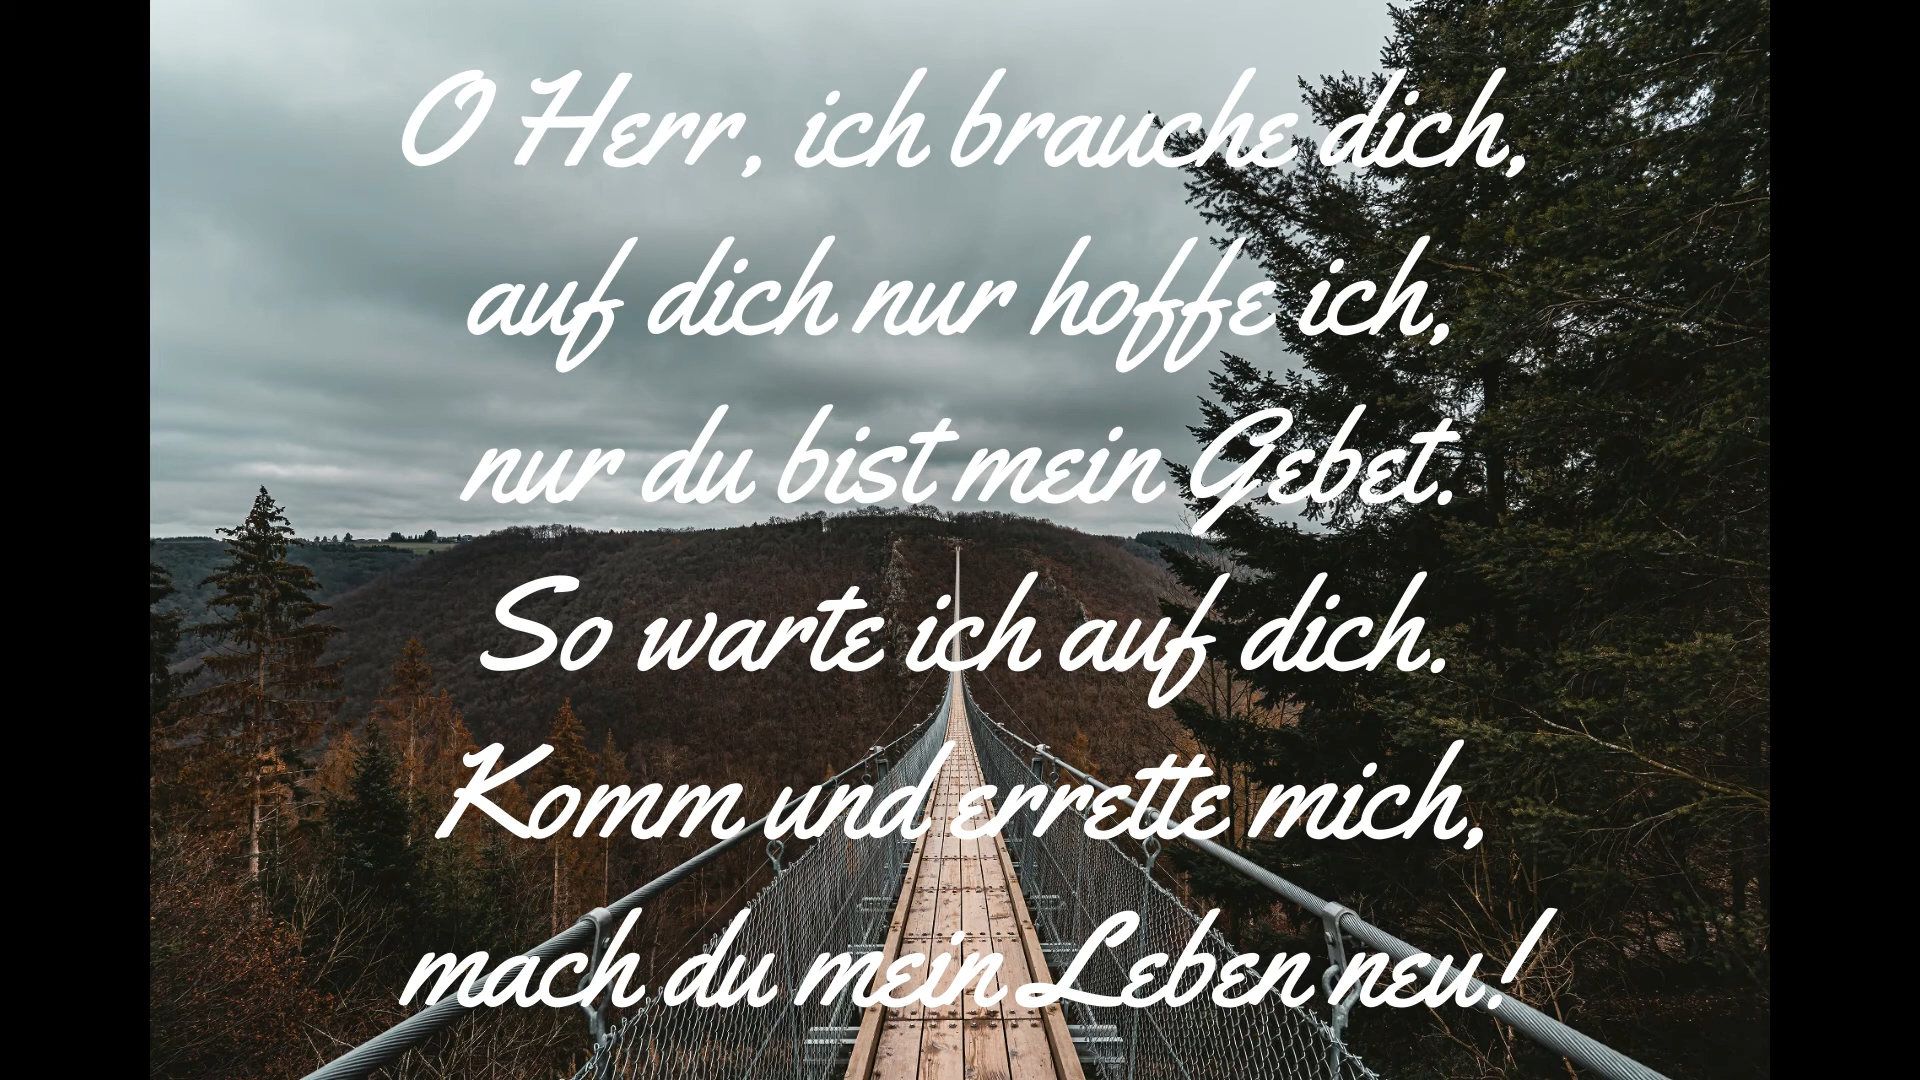 O Herr, ich brauche dich,
auf dich nur hoffe ich,
nur du bist mein Gebet.
So warte ich auf dich.
Komm und errette mich,
mach du mein Leben neu!